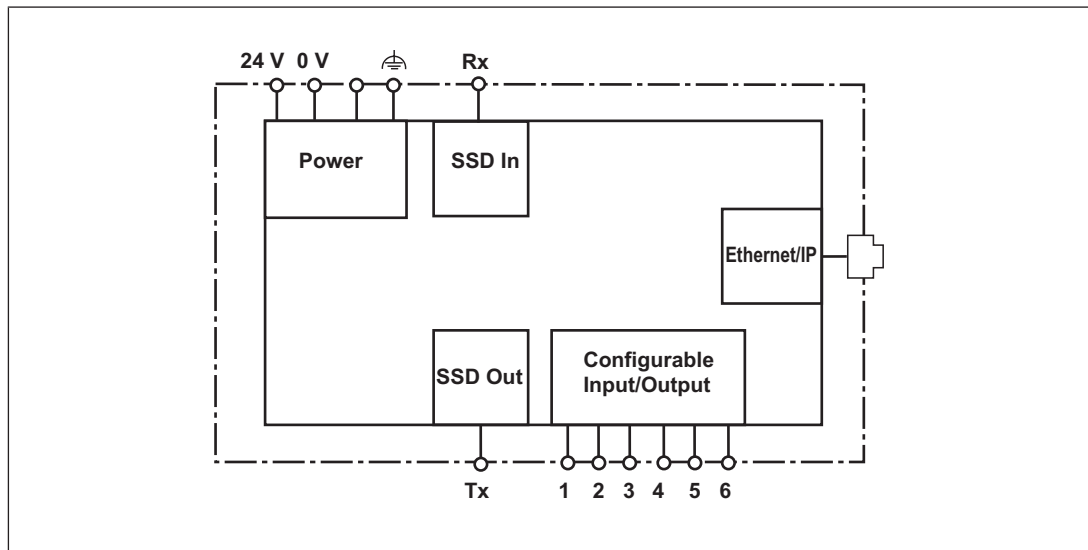 24 V 0 V Rx
Power
SSD In
Ethernet/IP
SSD Out
Configurable
Input/Output
Tx 1 2 3 4 5 6